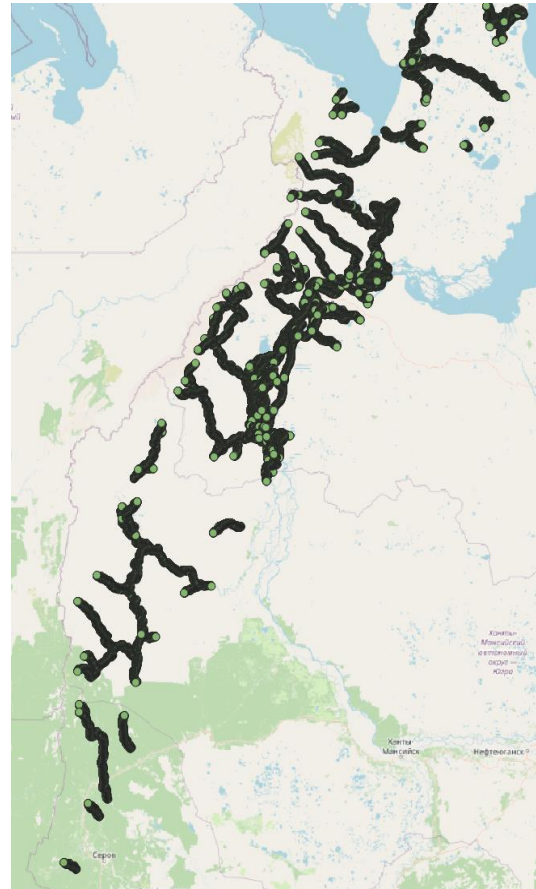 Ханты-
Мансийский
автономный
округ —
Югра
Ханты-
Мансийск
Нефтеюганск
Серов